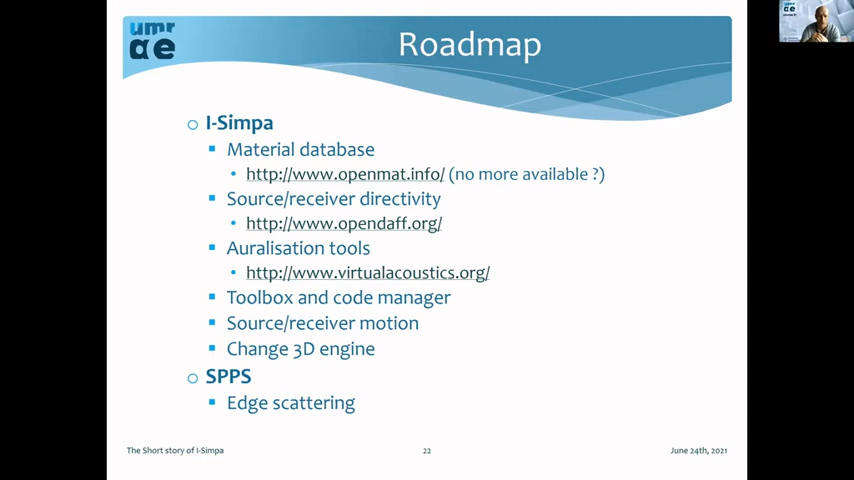 umr
ae
Roadmap
I-Simpa
Material database
http://www.openmat.info/ (no more available ?)
Source/receiver directivity
http://www.opendaff.org/
Auralisation tools
http://www.virtualacoustics.org/
Toolbox and code manager
Source/receiver motion
Change 3D engine
SPPS
Edge scattering
The Short story of I-Simpa
22
June 24th, 2021